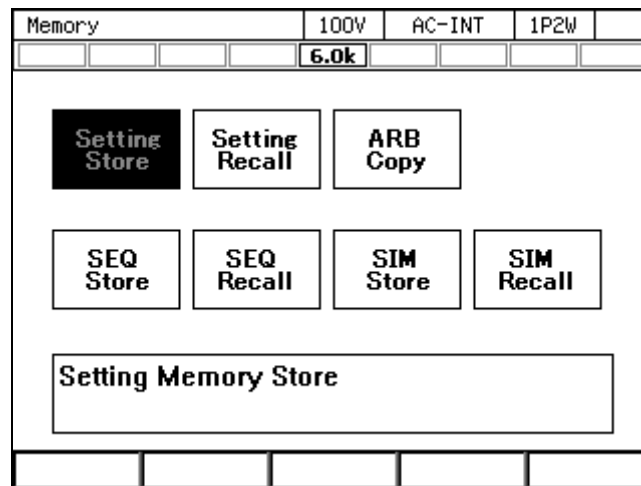 Memory 100V AC-INT 1P2W
6.0k
Setting Store
Setting Recall
ARB Copy
SEQ Store
SEQ Recall
SIM Store
SIM Recall
Setting Memory Store